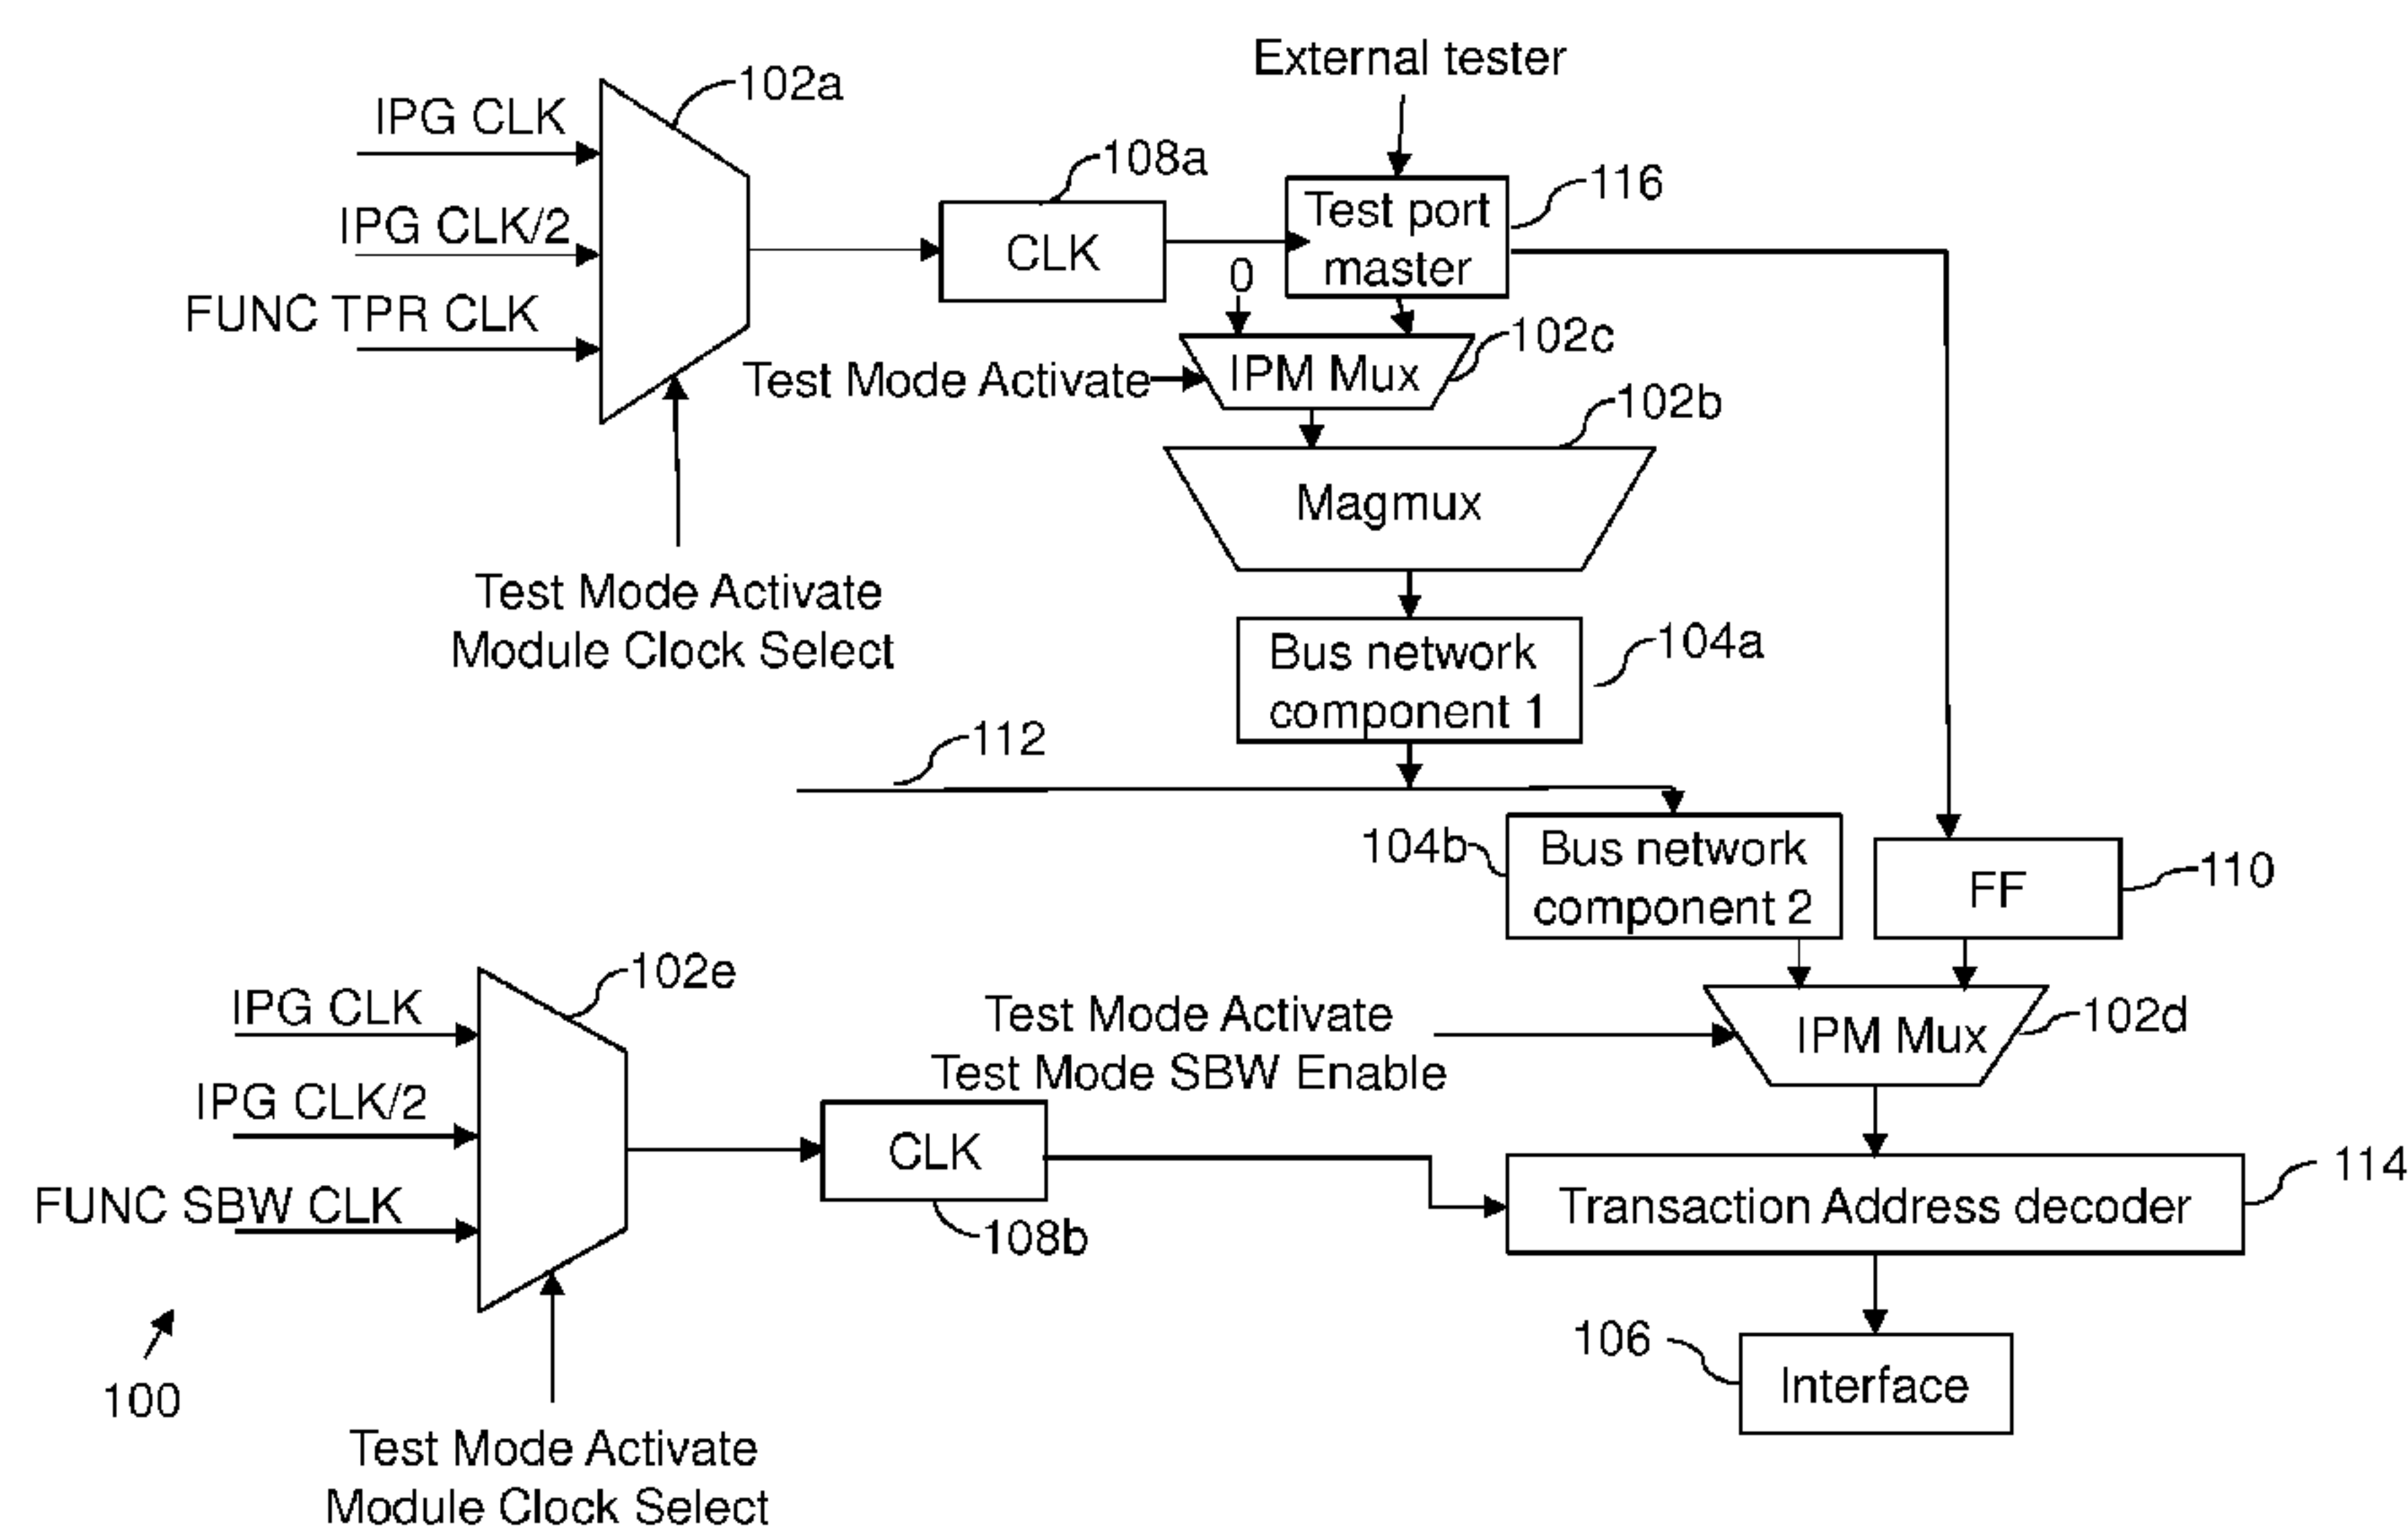 External tester
102a
IPG CLK
108a
116
Test port
master
IPG CLK/2
CLK
0
FUNC TPR CLK
102c
Test Mode Activate
IPM Mux
102b
Magmux
Test Mode Activate
Module Clock Select
Bus network
component 1
104a
112
104b
Bus network
component 2
FF
110
102e
IPG CLK
Test Mode Activate
Test Mode SBW Enable
IPM Mux
102d
IPG CLK/2
CLK
114
FUNC SBW CLK
Transaction Address decoder
108b
106
Interface
100
Test Mode Activate
Module Clock Select